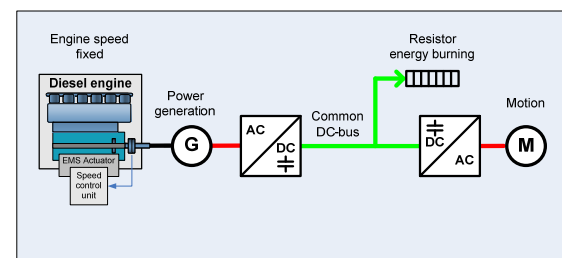 Engine speed
fixed
Diesel engine
EMS Actuator
Speed
control
unit
Power
generation
G
AC
DC
Common
DC-bus
Resistor
energy burning
DC
AC
Motion
M